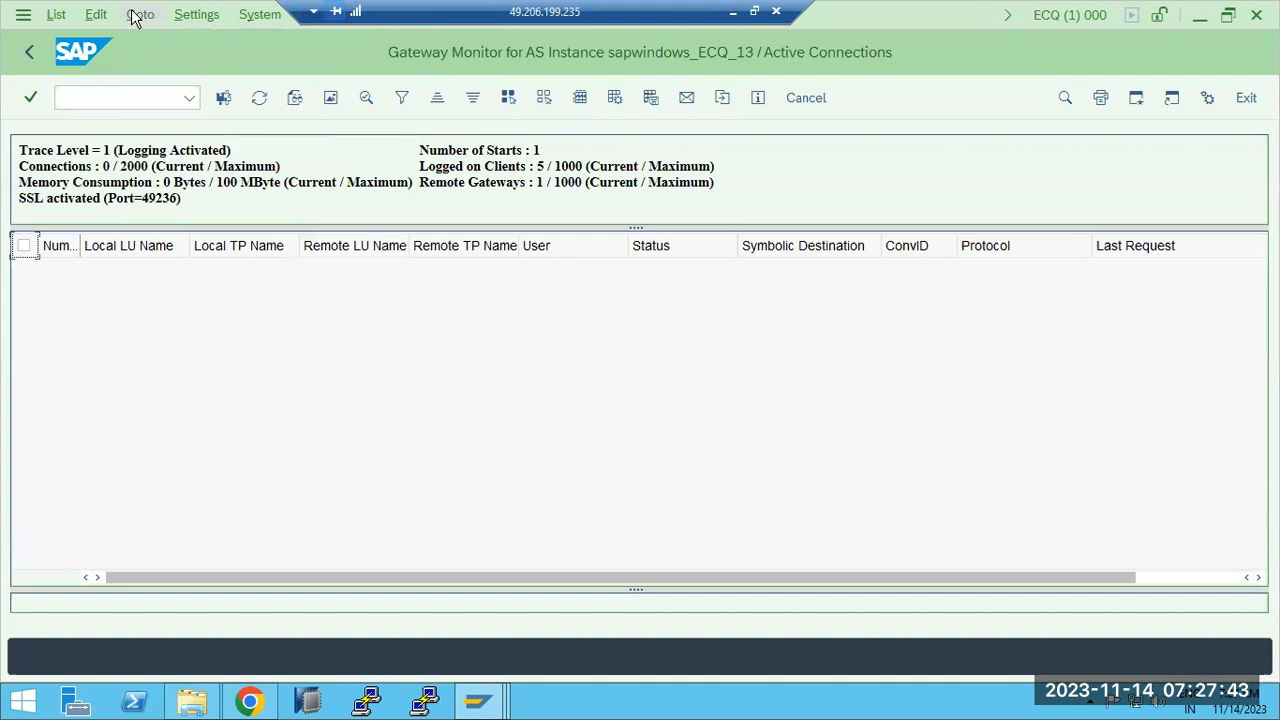 List Edit Goto Settings System 49.206.199.235 ECQ (1) 000
SAP Gateway Monitor for AS Instance sapwindows_ECQ_13 / Active Connections
Cancel Exit
Trace Level = 1 (Logging Activated) Number of Starts : 1
Connections : 0 / 2000 (Current / Maximum) Logged on Clients : 5 / 1000 (Current / Maximum)
Memory Consumption : 0 Bytes / 100 MByte (Current / Maximum) Remote Gateways : 1 / 1000 (Current / Maximum)
SSL activated (Port=49236)
Num... Local LU Name Local TP Name Remote LU Name Remote TP Name User Status Symbolic Destination ConvID Protocol Last Request
2023-11-14 07:27:43
IN 11/14/2023